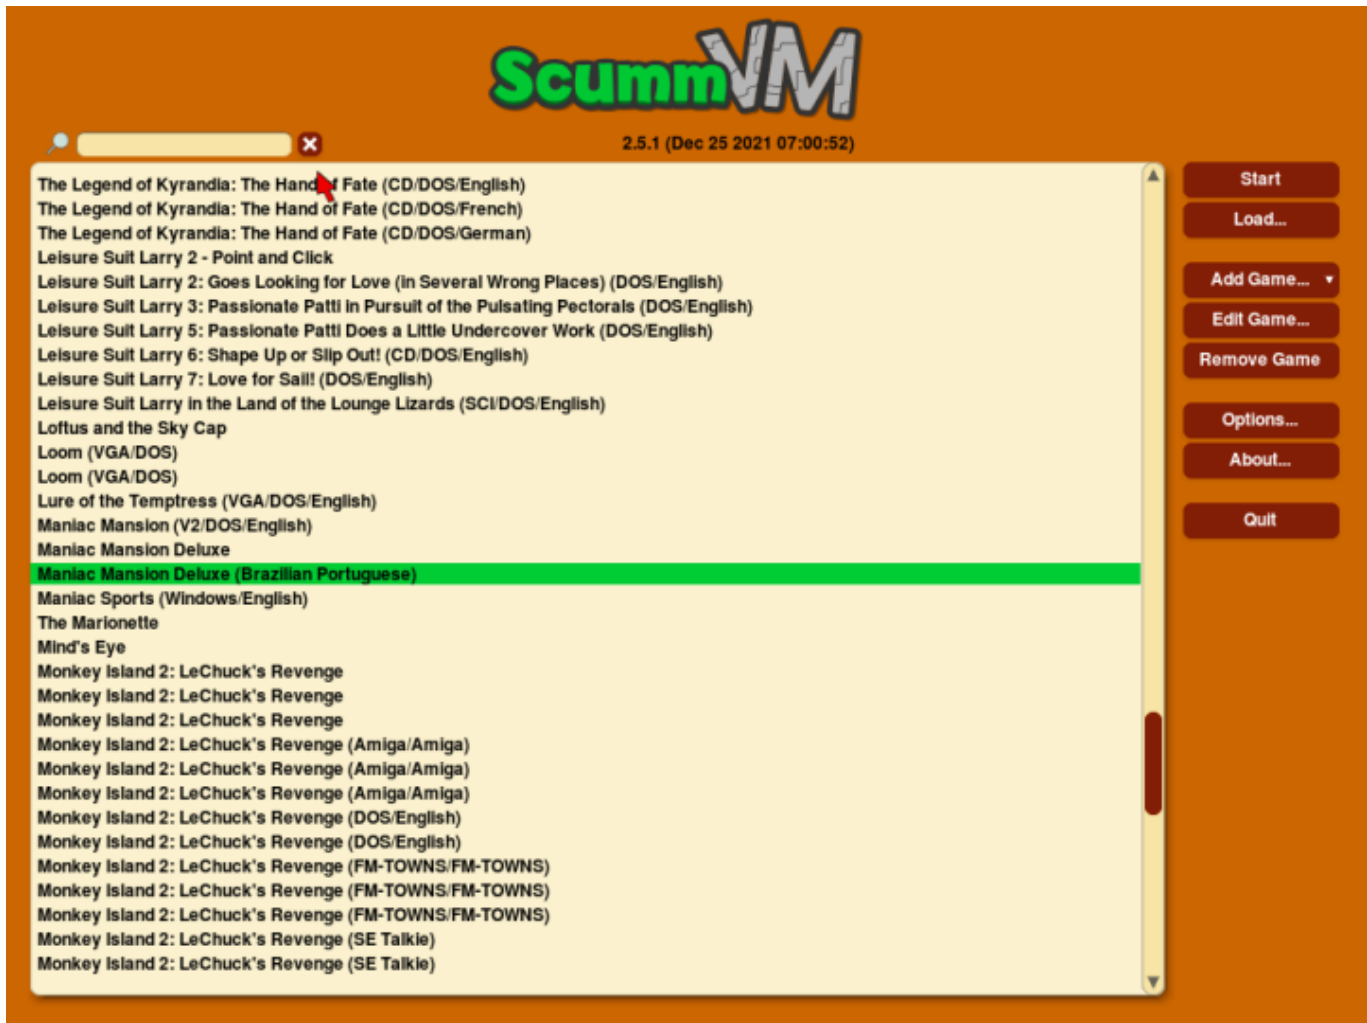 ScummVM
2.5.1 (Dec 25 2021 07:00:52)
The Legend of Kyrandia: The Hand of Fate (CD/DOS/English)
The Legend of Kyrandia: The Hand of Fate (CD/DOS/French)
The Legend of Kyrandia: The Hand of Fate (CD/DOS/German)
Leisure Suit Larry 2 - Point and Click
Leisure Suit Larry 2: Goes Looking for Love (in Several Wrong Places) (DOS/English)
Leisure Suit Larry 3: Passionate Patti in Pursuit of the Pulsating Pectorals (DOS/English)
Leisure Suit Larry 5: Passionate Patti Does a Little Undercover Work (DOS/English)
Leisure Suit Larry 6: Shape Up or Slip Out! (CD/DOS/English)
Leisure Suit Larry 7: Love for Sail! (DOS/English)
Leisure Suit Larry in the Land of the Lounge Lizards (SCI/DOS/English)
Loftus and the Sky Cap
Loom (VGA/DOS)
Loom (VGA/DOS)
Lure of the Temptress (VGA/DOS/English)
Maniac Mansion (V2/DOS/English)
Maniac Mansion Deluxe
Maniac Mansion Deluxe (Brazilian Portuguese)
Maniac Sports (Windows/English)
The Marionette
Mind's Eye
Monkey Island 2: LeChuck's Revenge
Monkey Island 2: LeChuck's Revenge
Monkey Island 2: LeChuck's Revenge
Monkey Island 2: LeChuck's Revenge (Amiga/Amiga)
Monkey Island 2: LeChuck's Revenge (Amiga/Amiga)
Monkey Island 2: LeChuck's Revenge (Amiga/Amiga)
Monkey Island 2: LeChuck's Revenge (DOS/English)
Monkey Island 2: LeChuck's Revenge (DOS/English)
Monkey Island 2: LeChuck's Revenge (FM-TOWNS/FM-TOWNS)
Monkey Island 2: LeChuck's Revenge (FM-TOWNS/FM-TOWNS)
Monkey Island 2: LeChuck's Revenge (FM-TOWNS/FM-TOWNS)
Monkey Island 2: LeChuck's Revenge (SE Talkie)
Monkey Island 2: LeChuck's Revenge (SE Talkie)
Start
Load...
Add Game...
Edit Game...
Remove Game
Options...
About...
Quit